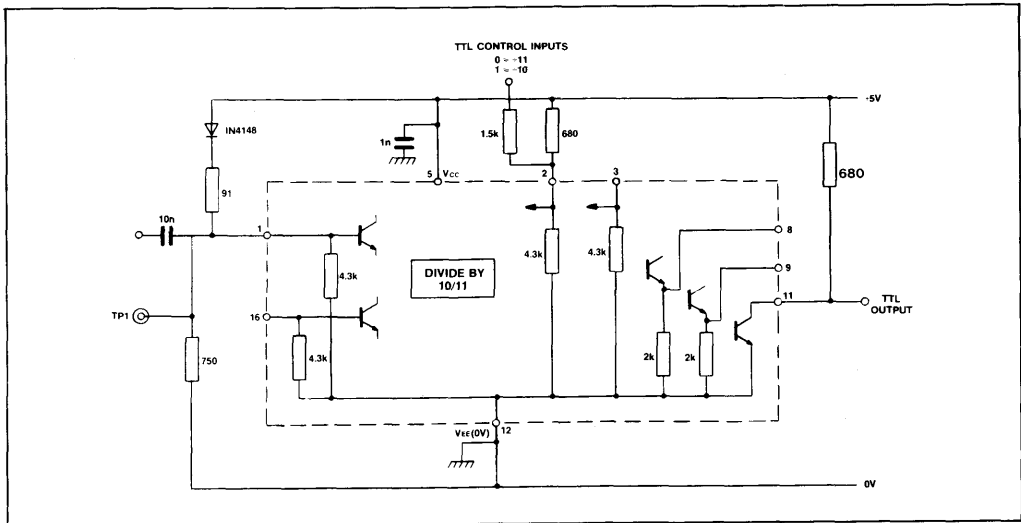 TTL CONTROL INPUTS
0 = ÷11
1 = ÷10
-5V
IN4148
1n
1.5k
680
680
5 VCC
2
3
91
10n
1
8
4.3k
4.3k
4.3k
DIVIDE BY
10/11
9
11
TTL
OUTPUT
TP1
16
750
4.3k
2k
2k
VEE(0V)
12
0V